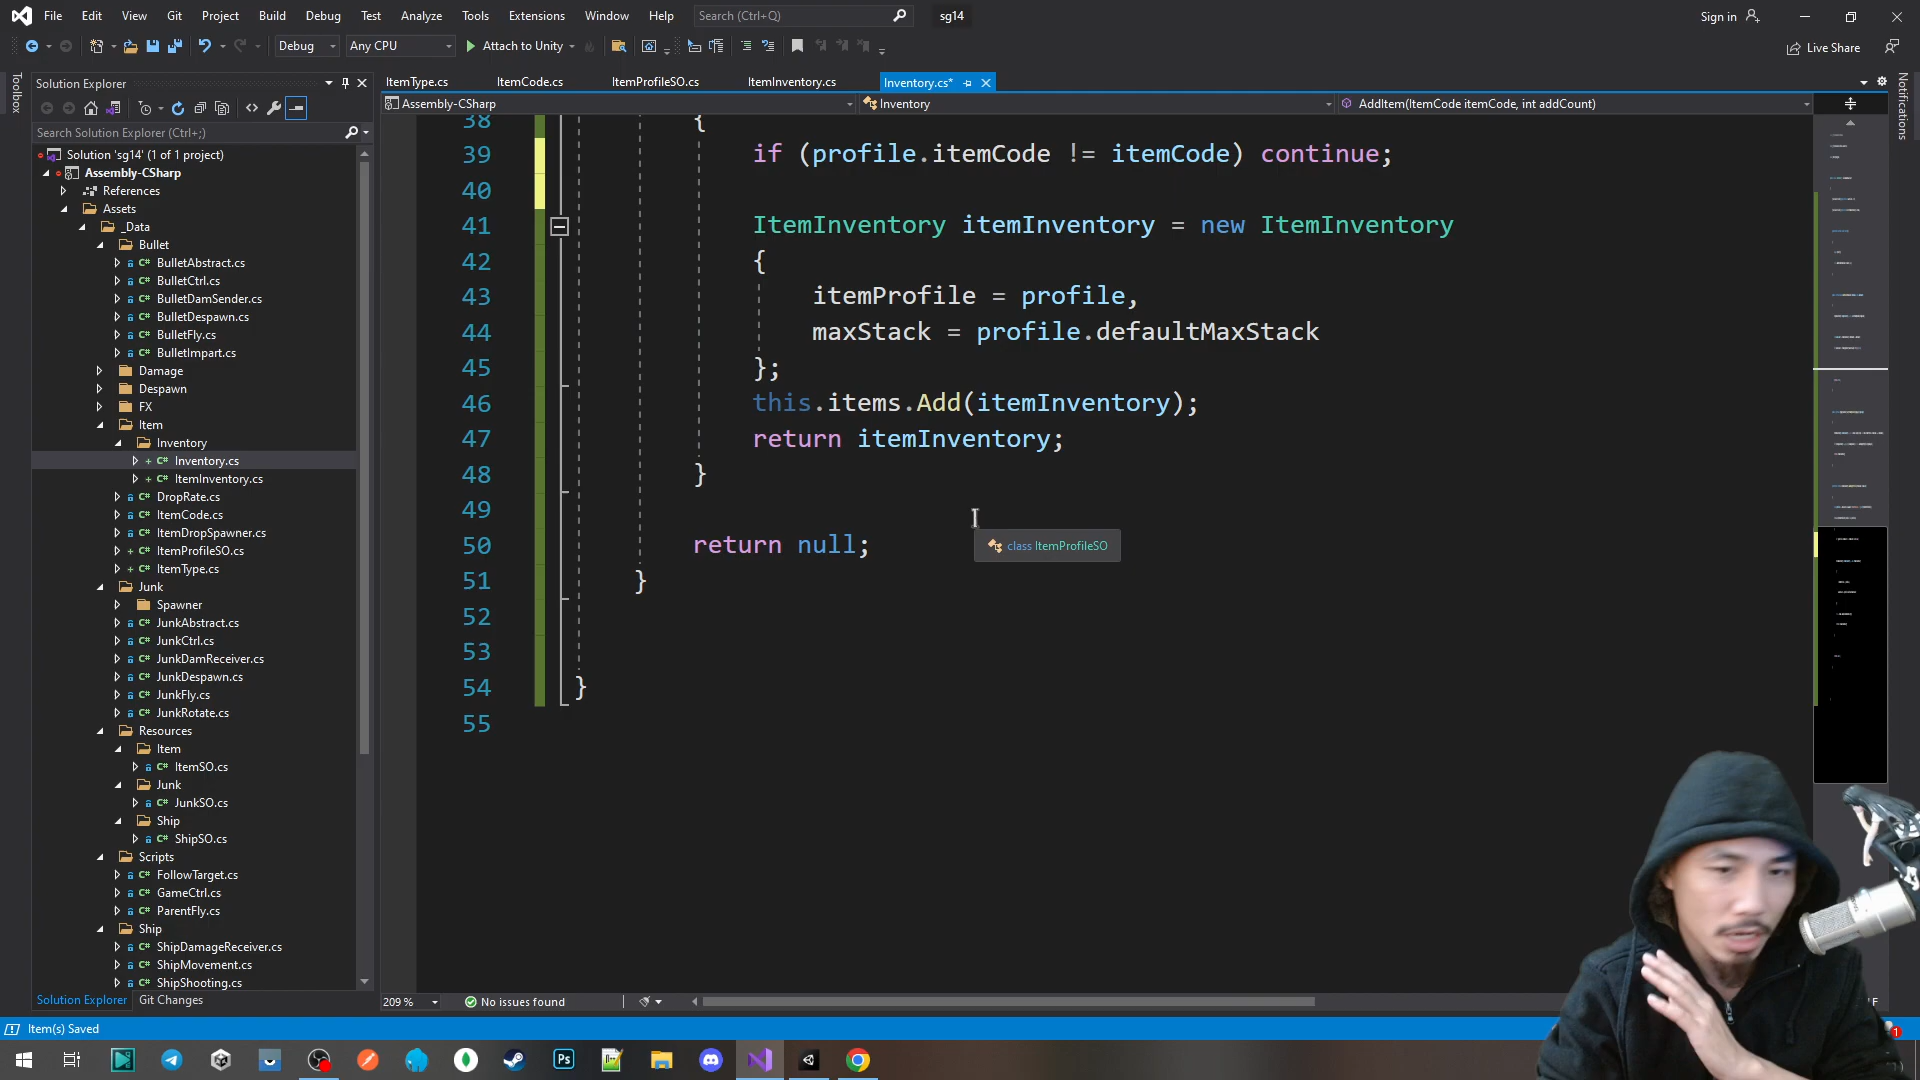 File Edit View Git Project Build Debug Test Analyze Tools Extensions Window Help Search (Ctrl+Q) sg14 Sign in
Debug Any CPU Attach to Unity Live Share
Toolbox
Solution Explorer
Search Solution Explorer (Ctrl+;)
Solution 'sg14' (1 of 1 project)
Assembly-CSharp
References
Assets
_Data
Bullet
BulletAbstract.cs
BulletCtrl.cs
BulletDamSender.cs
BulletDespawn.cs
BulletFly.cs
BulletImpart.cs
Damage
Despawn
FX
Item
Inventory
Inventory.cs
ItemInventory.cs
DropRate.cs
ItemCode.cs
ItemDropSpawner.cs
ItemProfileSO.cs
ItemType.cs
Junk
Spawner
JunkAbstract.cs
JunkCtrl.cs
JunkDamReceiver.cs
JunkDespawn.cs
JunkFly.cs
JunkRotate.cs
Resources
Item
ItemSO.cs
Junk
JunkSO.cs
Ship
ShipSO.cs
Scripts
FollowTarget.cs
GameCtrl.cs
ParentFly.cs
Ship
ShipDamageReceiver.cs
ShipMovement.cs
ShipShooting.cs
Solution Explorer Git Changes
ItemType.cs ItemCode.cs ItemProfileSO.cs ItemInventory.cs Inventory.cs*
Assembly-CSharp Inventory AddItem(ItemCode itemCode, int addCount)
38 {
39 if (profile.itemCode != itemCode) continue;
40
41 ItemInventory itemInventory = new ItemInventory
42 {
43 itemProfile = profile,
44 maxStack = profile.defaultMaxStack
45 };
46 this.items.Add(itemInventory);
47 return itemInventory;
48 }
49
50 return null;
51 }
52
53
54 }
55
class ItemProfileSO
Notifications
209 % No issues found
Item(s) Saved
1
Ps